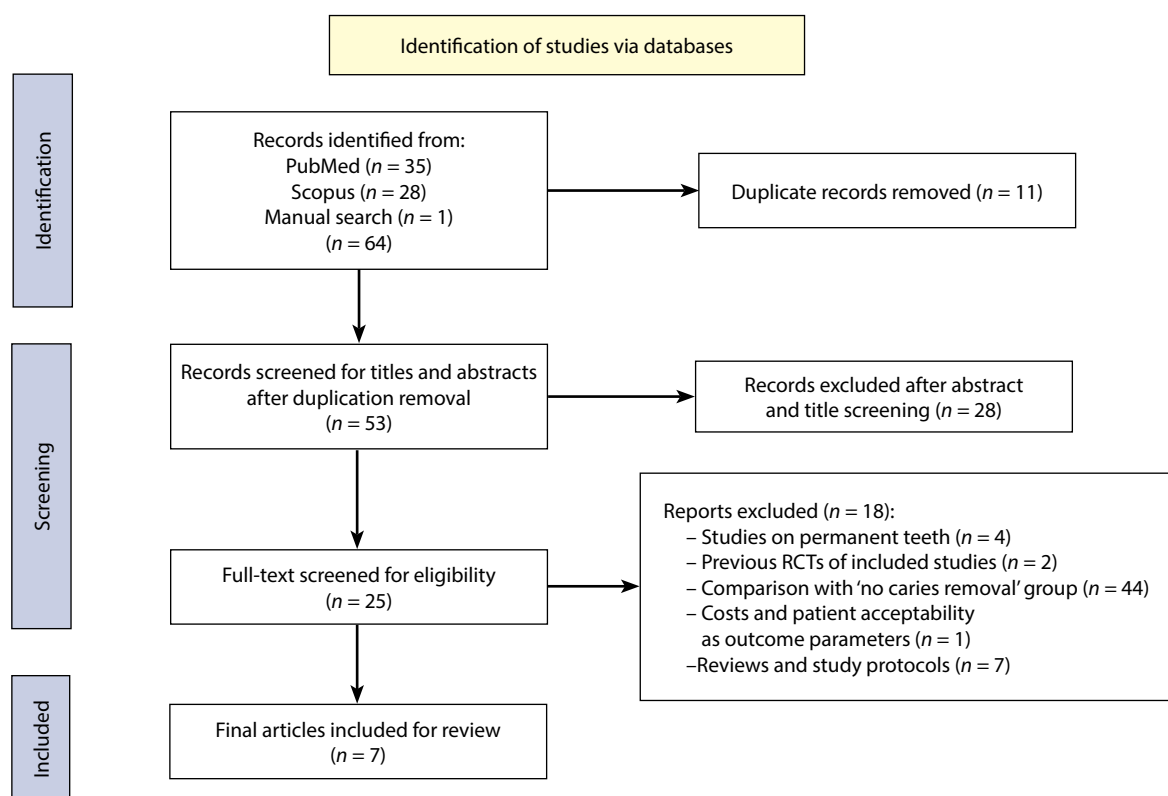 Identification of studies via databases
Identification
Records identified from:
PubMed (n = 35)
Scopus (n = 28)
Manual search (n = 1)
(n = 64)
Duplicate records removed (n = 11)
Screening
Records screened for titles and abstracts
after duplication removal
(n = 53)
Records excluded after abstract
and title screening (n = 28)
Full-text screened for eligibility
(n = 25)
Reports excluded (n = 18):
– Studies on permanent teeth (n = 4)
– Previous RCTs of included studies (n = 2)
– Comparison with ‘no caries removal’ group (n = 44)
– Costs and patient acceptability
as outcome parameters (n = 1)
–Reviews and study protocols (n = 7)
Included
Final articles included for review
(n = 7)